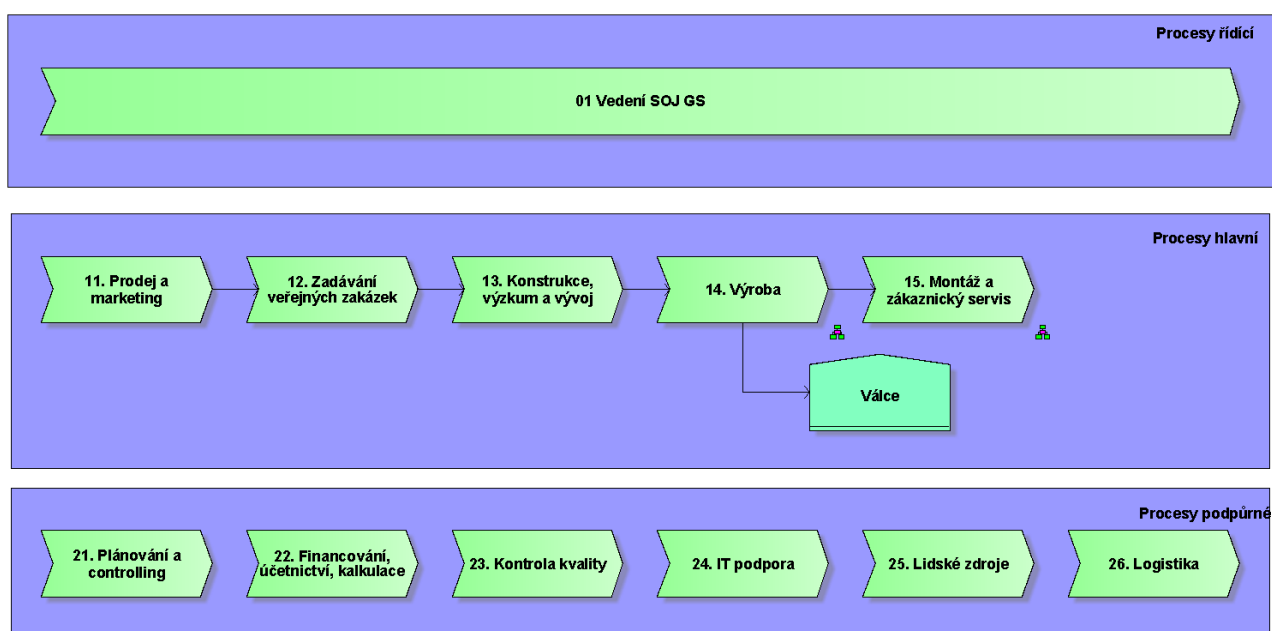 Procesy řídící
01 Vedení SOJ GS
Procesy hlavní
11. Prodej a
marketing
12. Zadávání
veřejných zakázek
13. Konstrukce,
výzkum a vývoj
14. Výroba
15. Montáž a
zákaznický servis
Válce
Procesy podpůrné
21. Plánování a
controlling
22. Financování,
účetnictví, kalkulace
23. Kontrola kvality
24. IT podpora
25. Lidské zdroje
26. Logistika